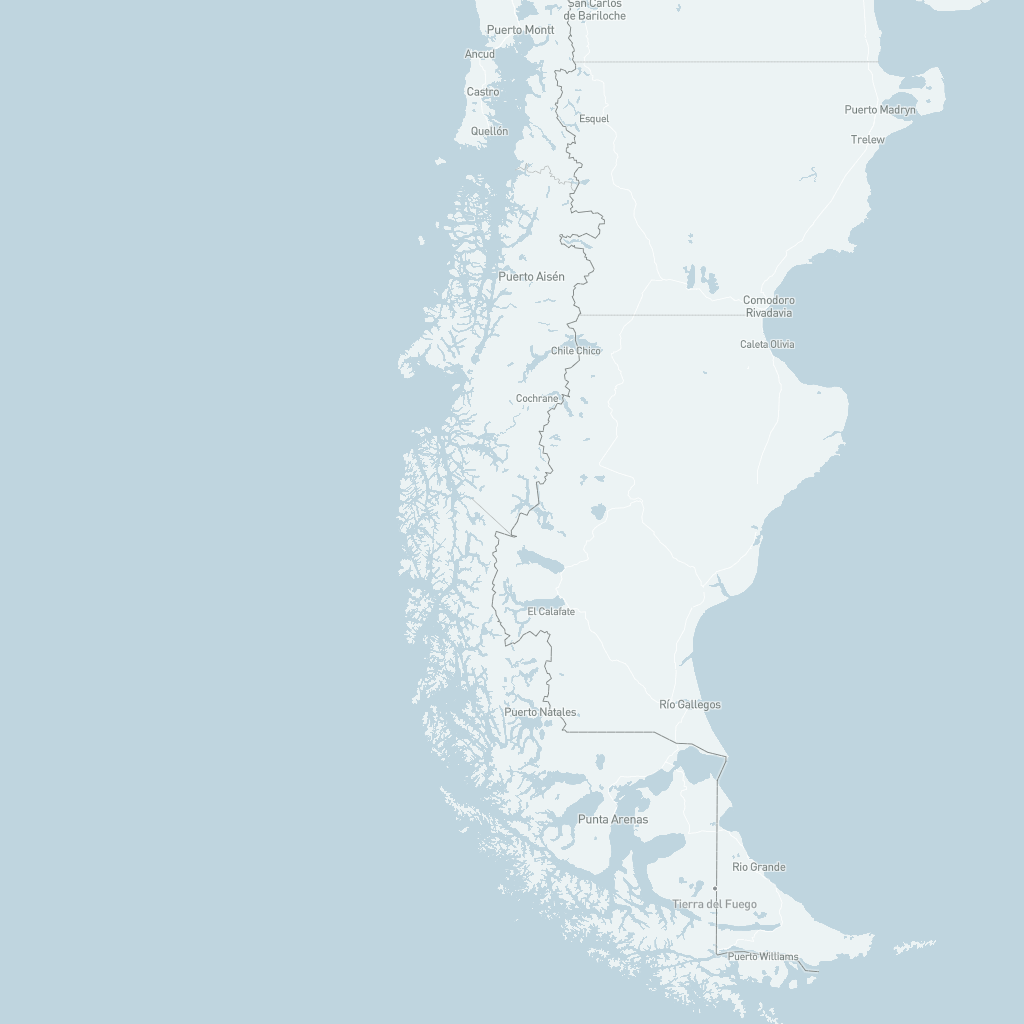 San Carlos
de Bariloche
Puerto Montt
Ancud
Castro
Puerto Madryn
Esquel
Quellón
Trelew
Puerto Aisén
Comodoro
Rivadavia
Caleta Olivia
Chile Chico
Cochrane
El Calafate
Río Gallegos
Puerto Natales
Punta Arenas
Rio Grande
Tierra del Fuego
Puerto Williams